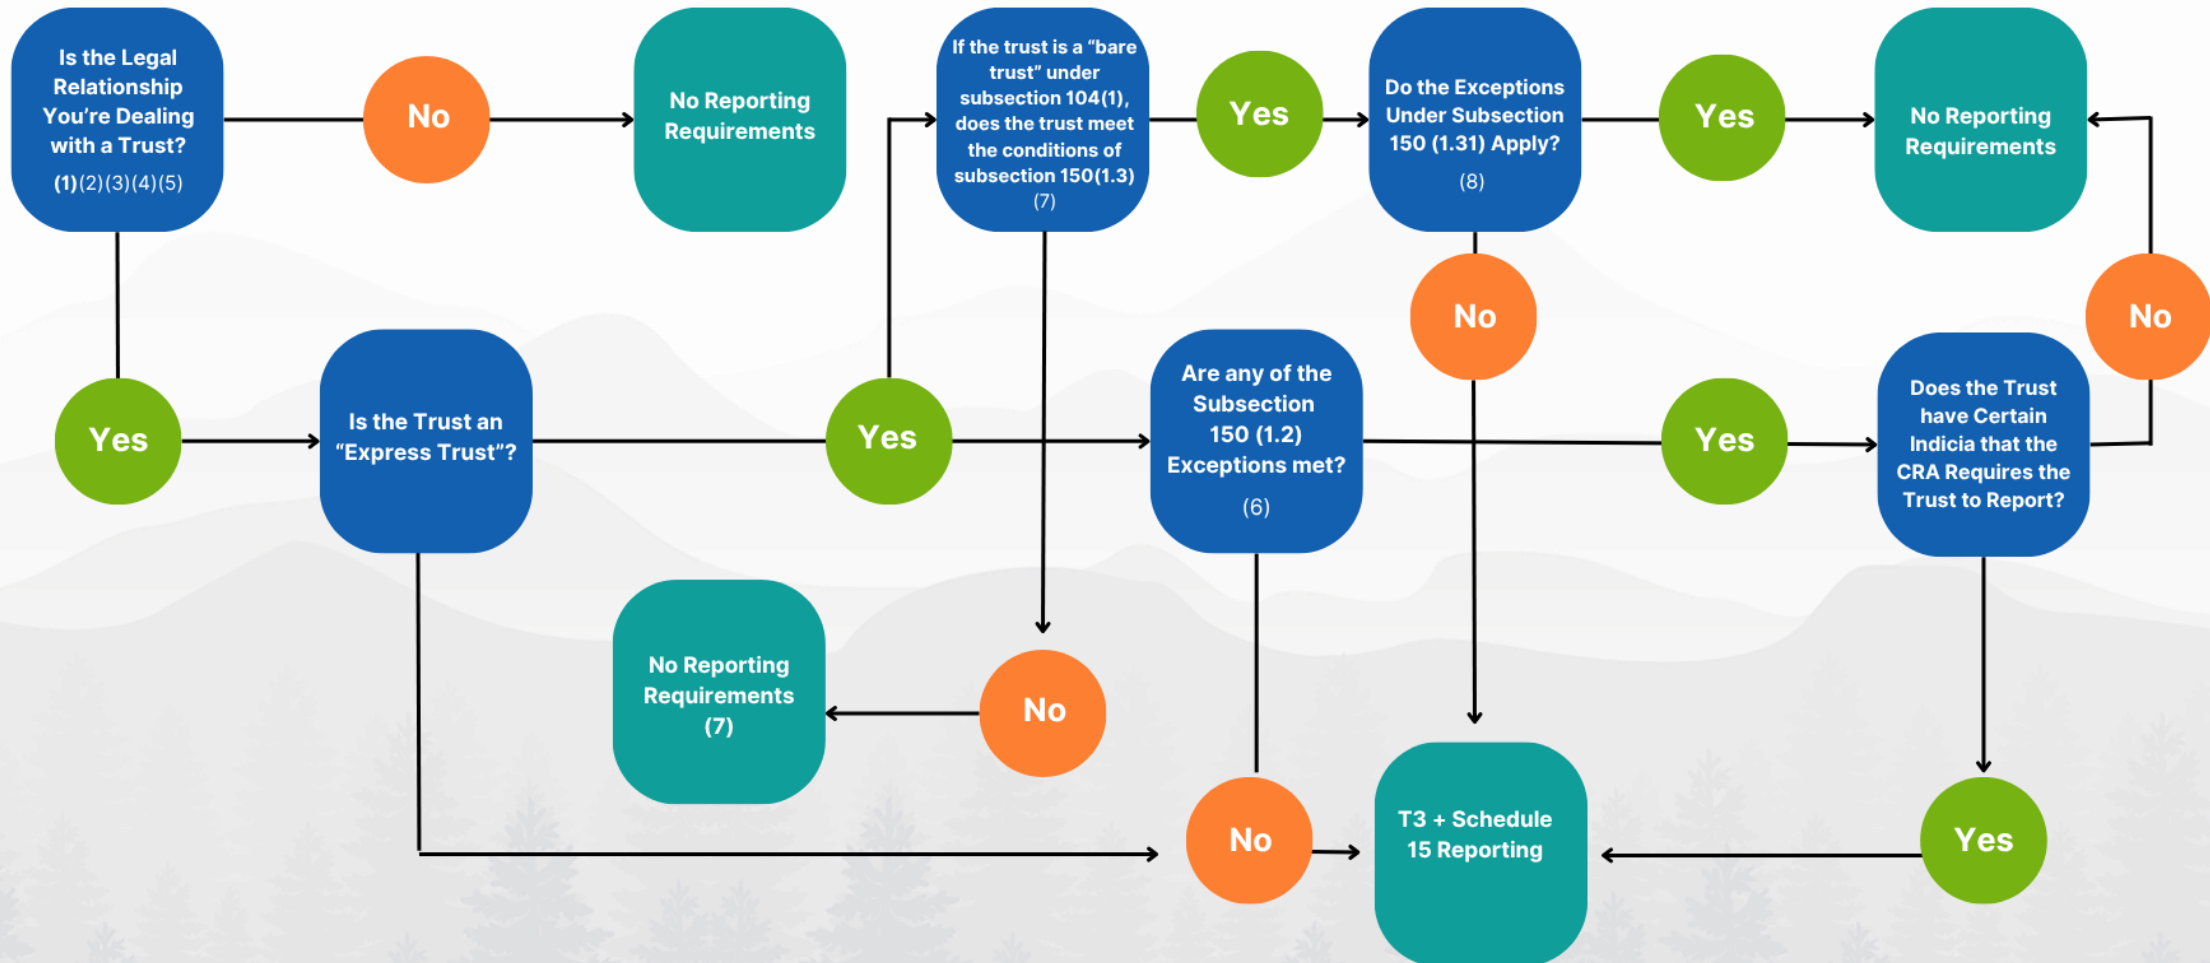 Is the Legal
Relationship
You're Dealing
with a Trust?
(1)(2)(3)(4)(5)
No
No Reporting
Requirements
If the trust is a "bare
trust" under
subsection 104(1),
does the trust meet
the conditions of
subsection 150(1.3)
(7)
Yes
Do the Exceptions
Under Subsection
150 (1.31) Apply?
(8)
Yes
No Reporting
Requirements
No
No
Yes
Is the Trust an
“Express Trust”?
Yes
Are any of the
Subsection
150 (1.2)
Exceptions met?
(6)
Yes
Does the Trust
have Certain
Indicia that the
CRA Requires the
Trust to Report?
No Reporting
Requirements
(7)
No
No
T3 + Schedule
15 Reporting
Yes